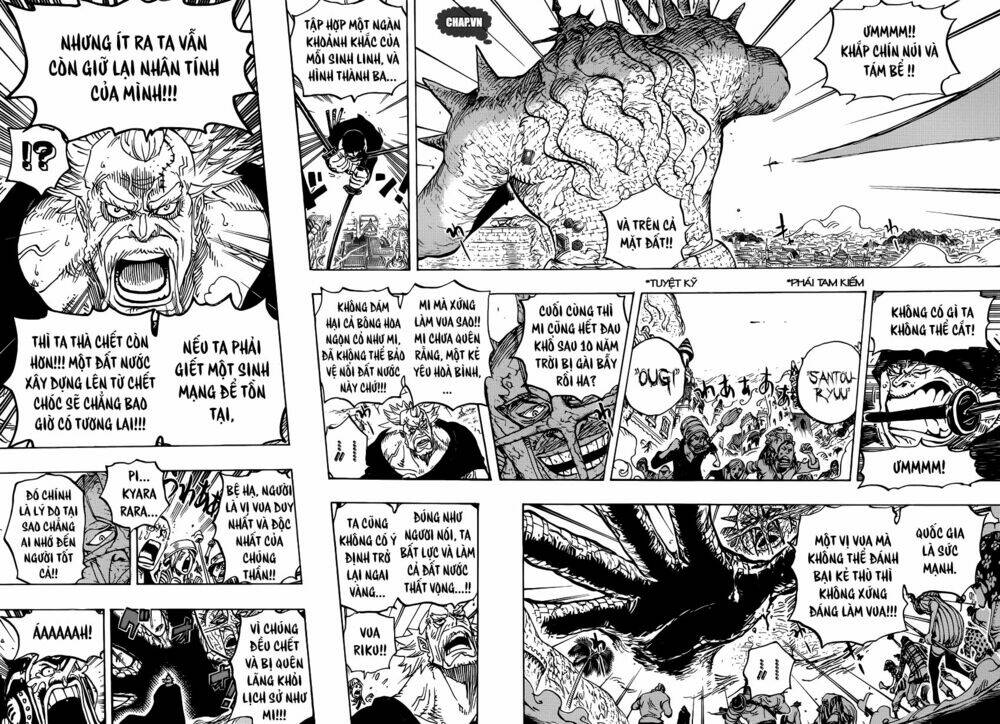 CHAP.VN
ƯMMMM!!
KHẮP CHÍN NÚI VÀ
TÁM BỂ !!
VÀ TRÊN CẢ
MẶT ĐẤT!!
TẬP HỢP MỘT NGÀN
KHOẢNH KHẮC CỦA
MỖI SINH LINH, VÀ
HÌNH THÀNH BA...
KHÔNG CÓ GÌ TA
KHÔNG THỂ CẮT!
ƯMMMM!
*PHÁI TAM KIẾM
SANTOU-
RYUU
*TUYỆT KỸ
"OUGI"
CUỐI CÙNG THÌ
MI CŨNG HẾT ĐAU
KHỔ SAU 10 NĂM
TRỜI BỊ GÀI BẪY
RỒI HA?
MI MÀ XỨNG
LÀM VUA SAO!!
MI CHƯA QUÊN
RẰNG, MỘT KẺ
YÊU HOÀ BÌNH,
KHÔNG DÁM
HẠI CẢ BÔNG HOA
NGỌN CỎ NHƯ MI,
ĐÃ KHÔNG THỂ BẢO
VỆ NỔI ĐẤT NƯỚC
NÀY CHỨ!!!
QUỐC GIA
LÀ SỨC
MẠNH.
MỘT VỊ VUA MÀ
KHÔNG THỂ ĐÁNH
BẠI KẺ THÙ THÌ
KHÔNG XỨNG
ĐÁNG LÀM VUA!!!
ĐÚNG NHƯ
NGƯƠI NÓI, TA
BẤT LỰC VÀ LÀM
CẢ ĐẤT NƯỚC
THẤT VỌNG...!!
TA CŨNG
KHÔNG CÓ Ý
ĐỊNH TRỞ
LẠI NGAI
VÀNG...
VUA
RIKU!!
NHƯNG ÍT RA TA VẪN
CÒN GIỮ LẠI NHÂN TÍNH
CỦA MÌNH!!!
!?
NẾU TA PHẢI
GIẾT MỘT SINH
MẠNG ĐỂ TỒN
TẠI,
THÌ TA THÀ CHẾT CÒN
HƠN!!! MỘT ĐẤT NƯỚC
XÂY DỰNG LÊN TỪ CHẾT
CHÓC SẼ CHẲNG BAO
GIỜ CÓ TƯƠNG LAI!!!
BỆ HẠ, NGƯỜI
LÀ VỊ VUA DUY
NHẤT VÀ ĐỘC
NHẤT CỦA
CHÚNG
THẦN!!
PI...
KYARA
RARA...
ĐÓ CHÍNH
LÀ LÝ DO TẠI
SAO CHẲNG
AI NHỚ ĐẾN
NGƯỜI TỐT
CẢ!!
VÌ CHÚNG
ĐỀU CHẾT
VÀ BỊ QUÊN
LÃNG KHỎI
LỊCH SỬ NHƯ
MI!!!
ÁAAAAAH!